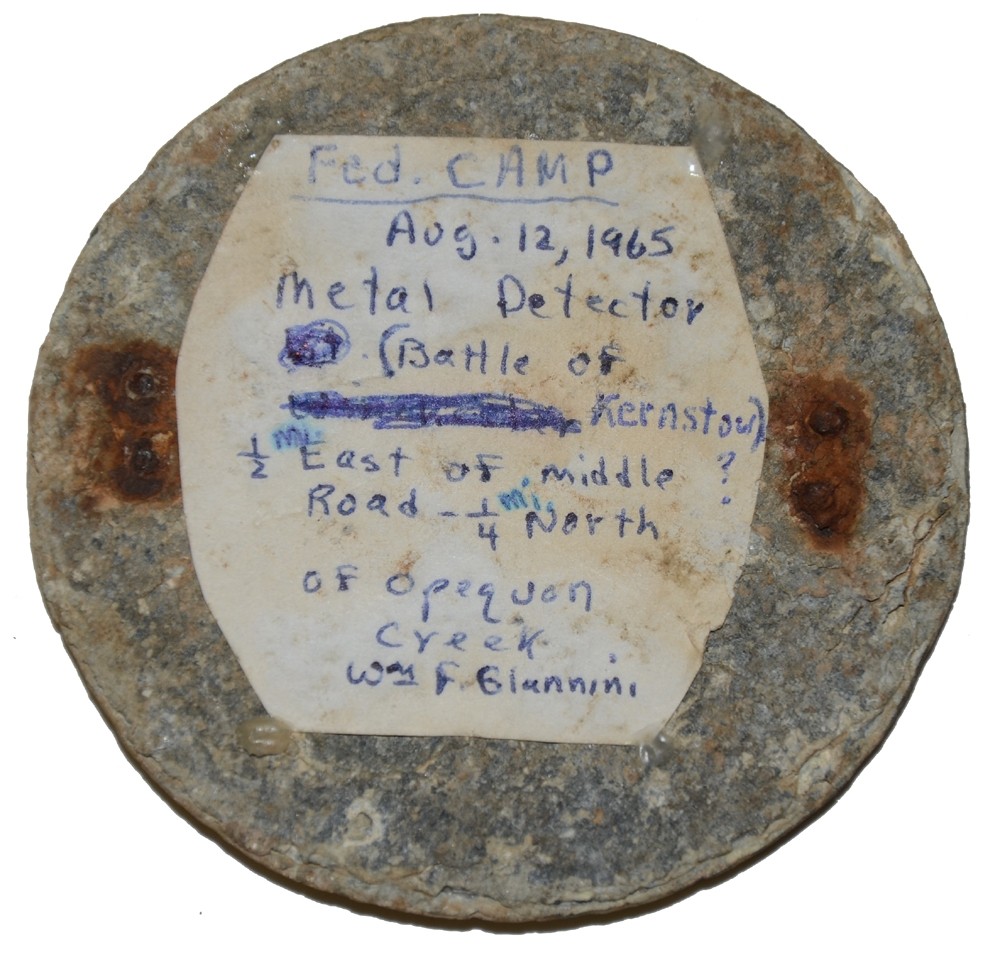 Fed. CAMP
Aug. 12, 1965
Metal Detector
(Battle of
Kernstown)
½ mi. East of middle ?
Road - ¼ mi. North
of Opequon
Creek
Wm F. Giannini